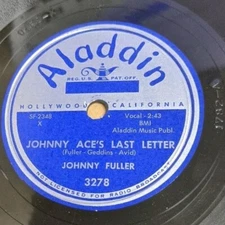 Aladdin
REG. U.S. PAT. OFF.
HOLLYWOOD CALIFORNIA
SF-2348
X
Vocal - 2:43
BMI
Aladdin Music Publ.
JOHNNY ACE'S LAST LETTER
(Fuller - Geddins - Avid)
JOHNNY FULLER
3278
NOT LICENSED FOR RADIO BROADCAST